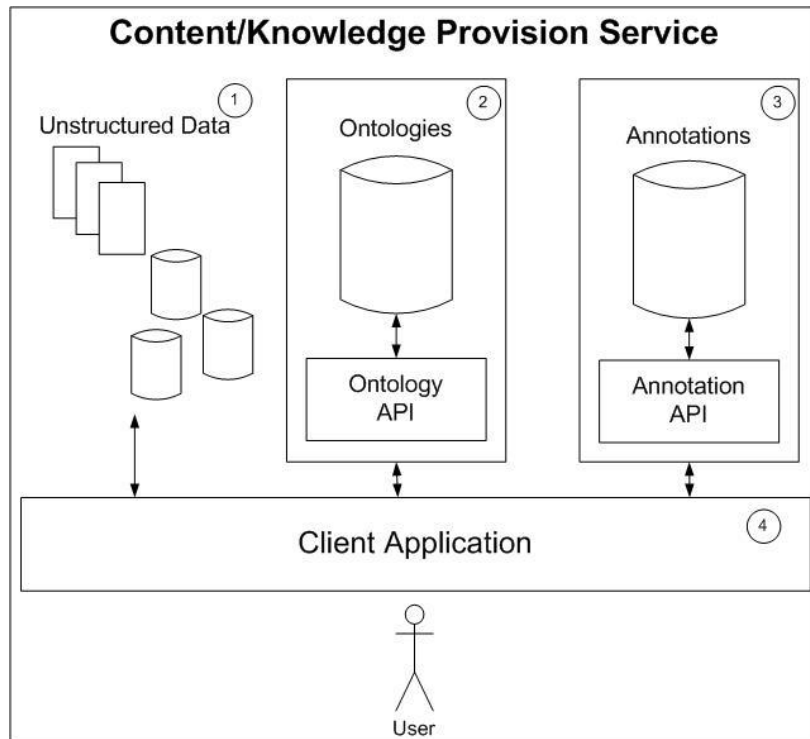 Content/Knowledge Provision Service
1
Unstructured Data
2
Ontologies
Ontology
API
3
Annotations
Annotation
API
4
Client Application
User